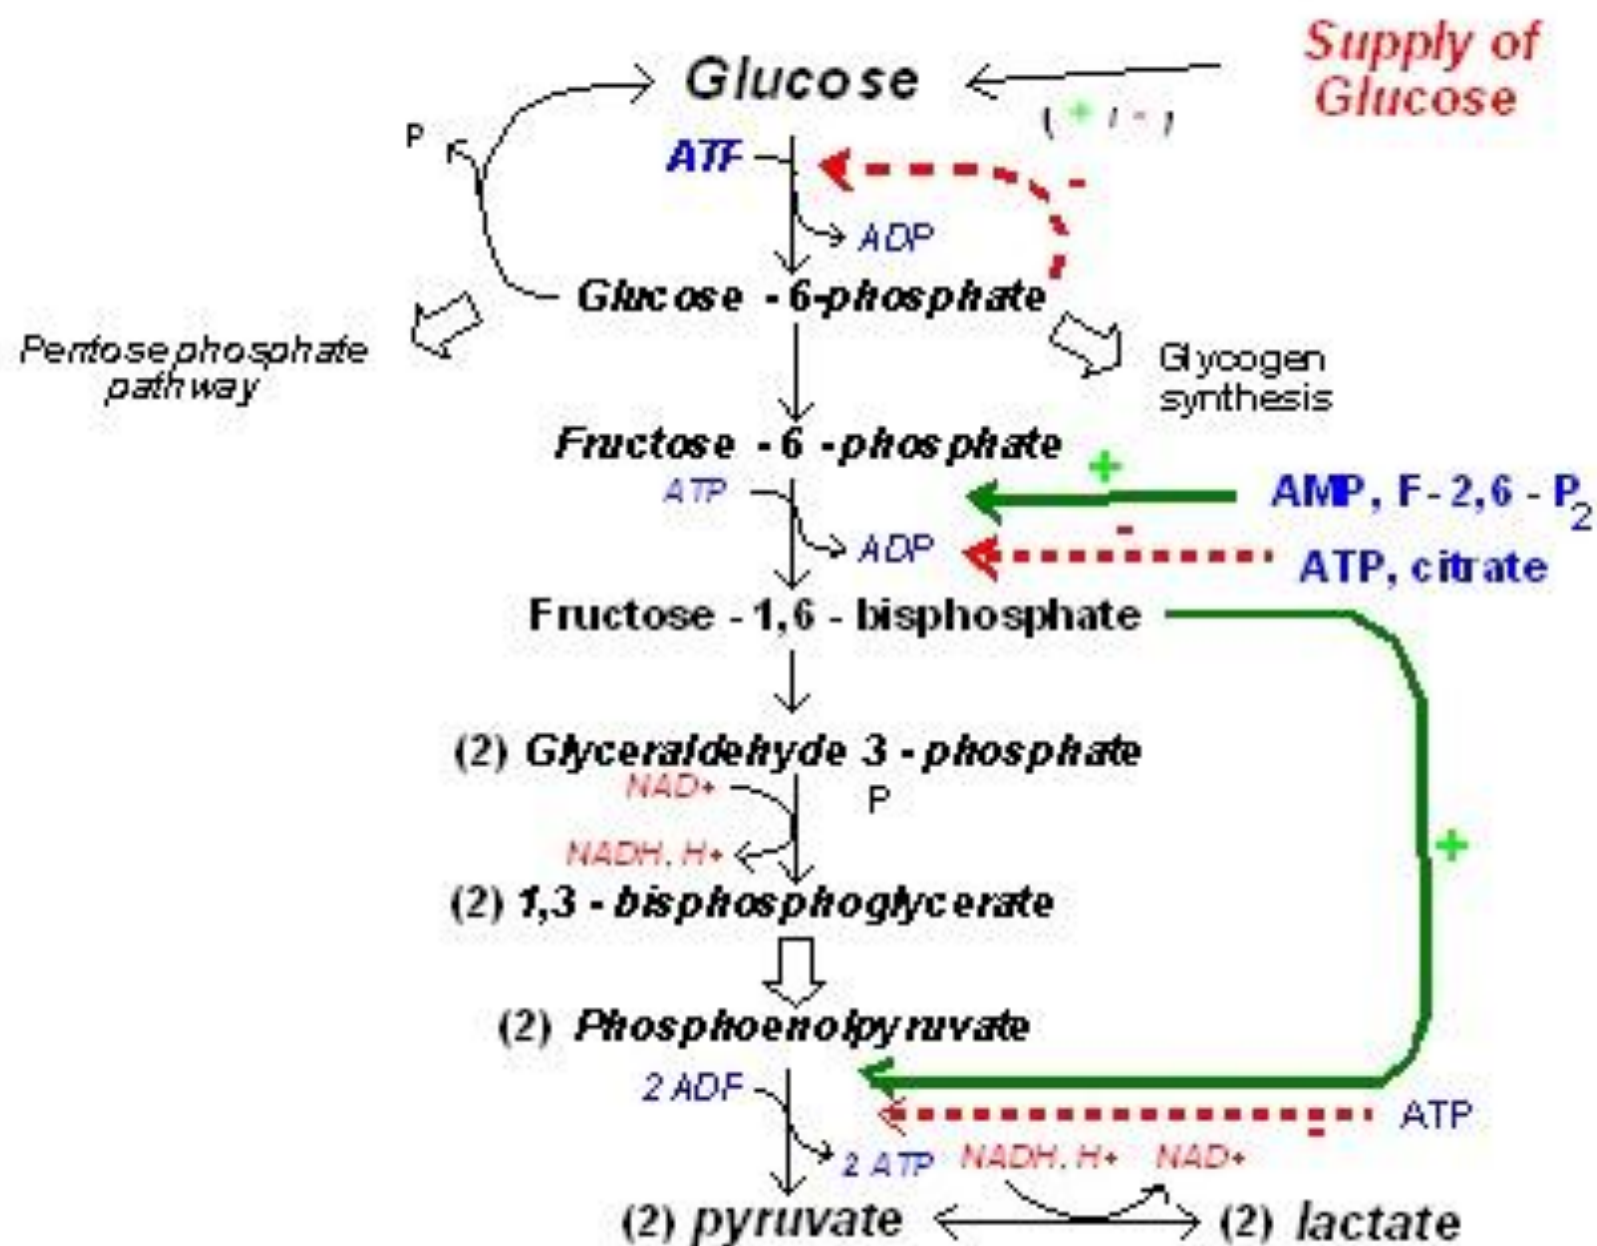 Supply of
Glucose
Glucose
( + / - )
P
ATF
-
ADP
Glucose - 6-phosphate
Pentose phosphate
pathway
Glycogen
synthesis
Fructose - 6 - phosphate
+
ATP
AMP, F - 2,6 - P2
-
ADP
ATP, citrate
Fructose - 1,6 - bisphosphate
(2) Glyceraldehyde 3 - phosphate
NAD+
P
+
NADH, H+
(2) 1,3 - bisphosphoglycerate
(2) Phosphoenolpyruvate
2 ADF
ATP
-
2 ATP
NADH, H+
NAD+
(2) pyruvate
(2) lactate